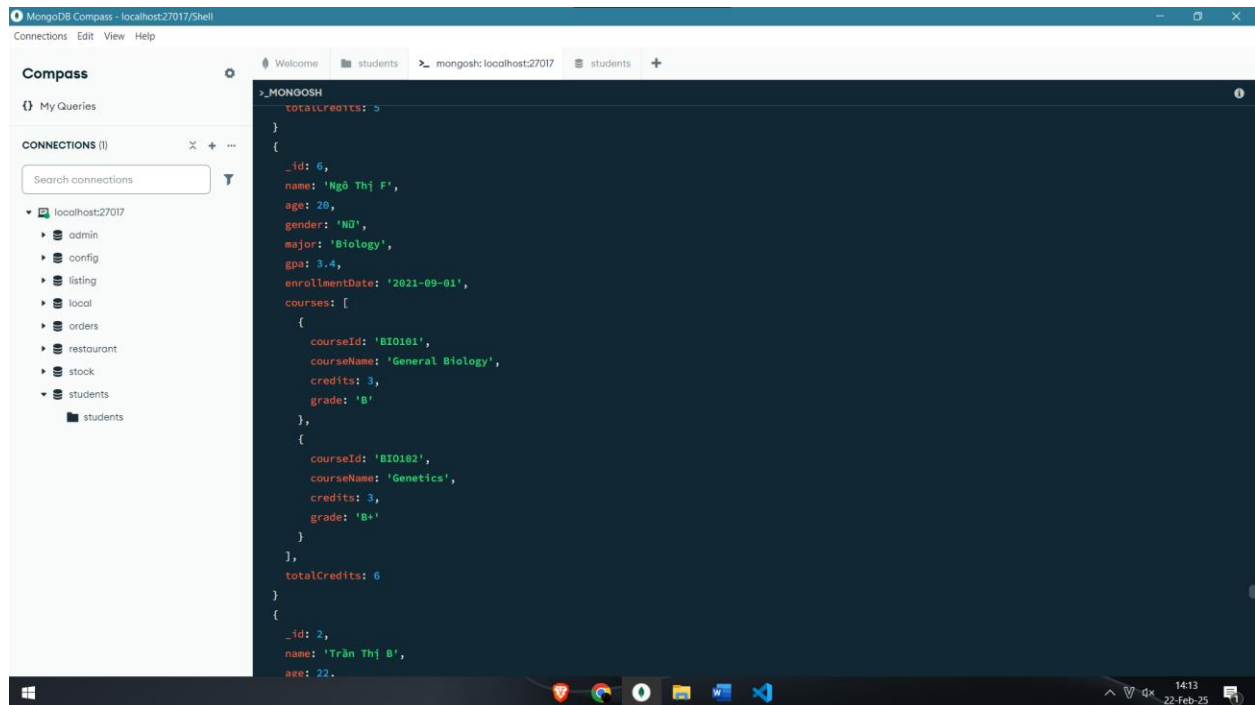 MongoDB Compass - localhost:27017/Shell
Connections Edit View Help
Compass
{} My Queries
CONNECTIONS (1)
Search connections
localhost:27017
admin
config
listing
local
orders
restaurant
stock
students
students
Welcome students >_ mongosh: localhost:27017 students +
>_MONGOSH
totalCredits: 5
}
{
_id: 6,
name: 'Ngô Thị F',
age: 20,
gender: 'Nữ',
major: 'Biology',
gpa: 3.4,
enrollmentDate: '2021-09-01',
courses: [
{
courseId: 'BIO101',
courseName: 'General Biology',
credits: 3,
grade: 'B'
},
{
courseId: 'BIO102',
courseName: 'Genetics',
credits: 3,
grade: 'B+'
}
],
totalCredits: 6
}
{
_id: 2,
name: 'Trần Thị B',
age: 22,
14:13
22-Feb-25